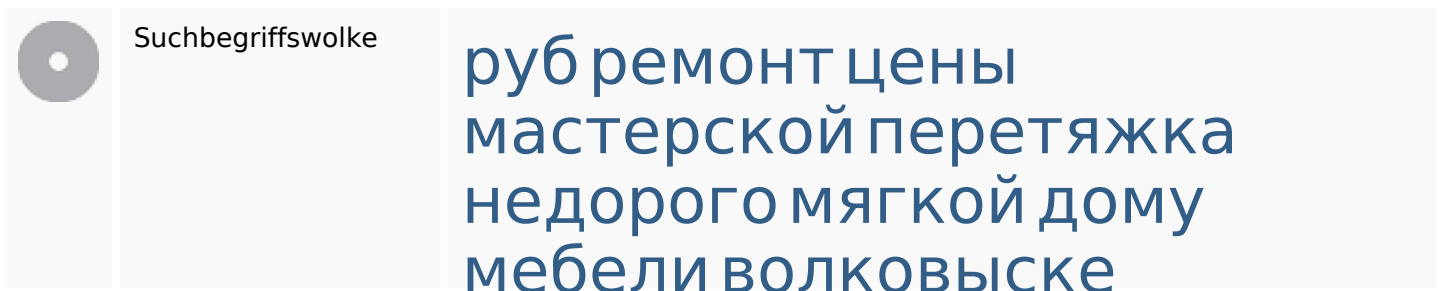 Suchbegriffswolke
руб ремонт цены
мастерской перетяжка
недорого мягкой дому
мебели волковыске